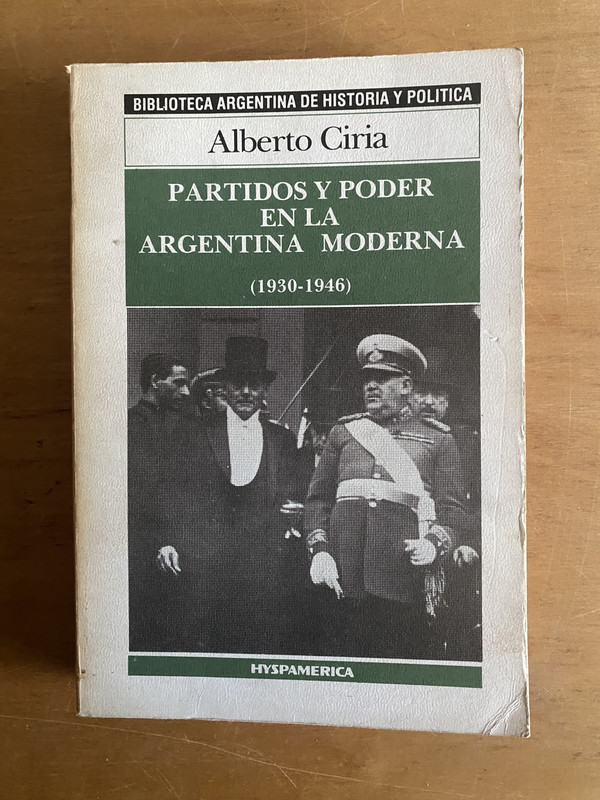 BIBLIOTECA ARGENTINA DE HISTORIA Y POLITICA
Alberto Ciria
PARTIDOS Y PODER
EN LA
ARGENTINA MODERNA
(1930-1946)
HYSPAMERICA